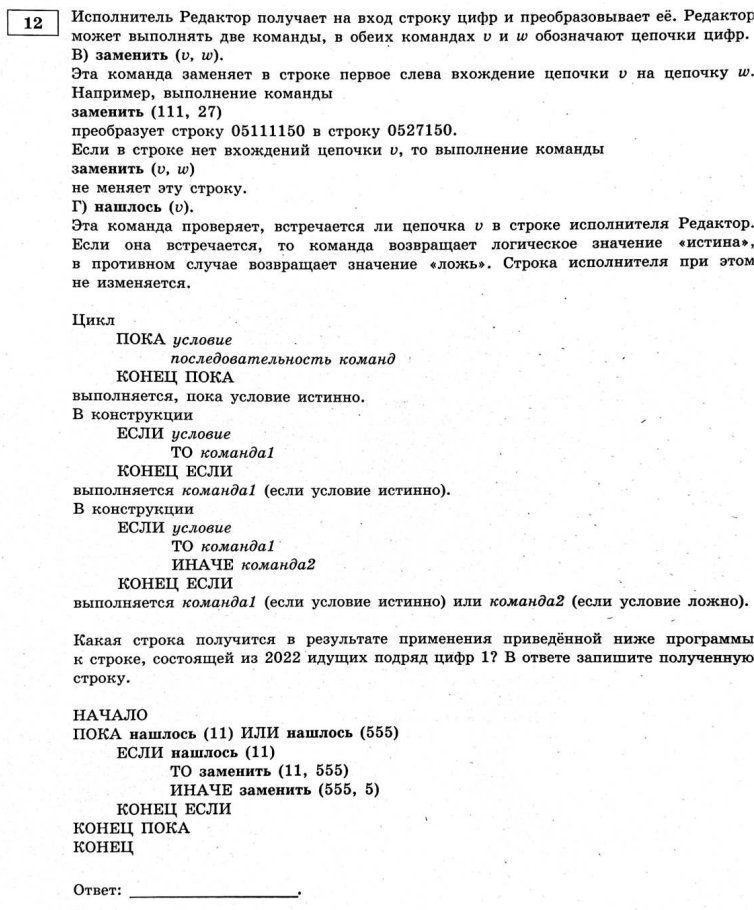 12
Исполнитель Редактор получает на вход строку цифр и преобразовывает её. Редактор
может выполнять две команды, в обеих командах v и w обозначают цепочки цифр.
В) заменить (v, w).
Эта команда заменяет в строке первое слева вхождение цепочки v на цепочку w.
Например, выполнение команды
заменить (111, 27)
преобразует строку 05111150 в строку 0527150.
Если в строке нет вхождений цепочки v, то выполнение команды
заменить (v, w)
не меняет эту строку.
Г) нашлось (v).
Эта команда проверяет, встречается ли цепочка v в строке исполнителя Редактор.
Если она встречается, то команда возвращает логическое значение «истина»,
в противном случае возвращает значение «ложь». Строка исполнителя при этом
не изменяется.
Цикл
ПОКА условие
последовательность команд
КОНЕЦ ПОКА
выполняется, пока условие истинно.
В конструкции
ЕСЛИ условие
ТО команда1
КОНЕЦ ЕСЛИ
выполняется команда1 (если условие истинно).
В конструкции
ЕСЛИ условие
ТО команда1
ИНАЧЕ команда2
КОНЕЦ ЕСЛИ
выполняется команда1 (если условие истинно) или команда2 (если условие ложно).
Какая строка получится в результате применения приведённой ниже программы
к строке, состоящей из 2022 идущих подряд цифр 1? В ответе запишите полученную
строку.
НАЧАЛО
ПОКА нашлось (11) ИЛИ нашлось (555)
ЕСЛИ нашлось (11)
ТО заменить (11, 555)
ИНАЧЕ заменить (555, 5)
КОНЕЦ ЕСЛИ
КОНЕЦ ПОКА
КОНЕЦ
Ответ: ____________________.